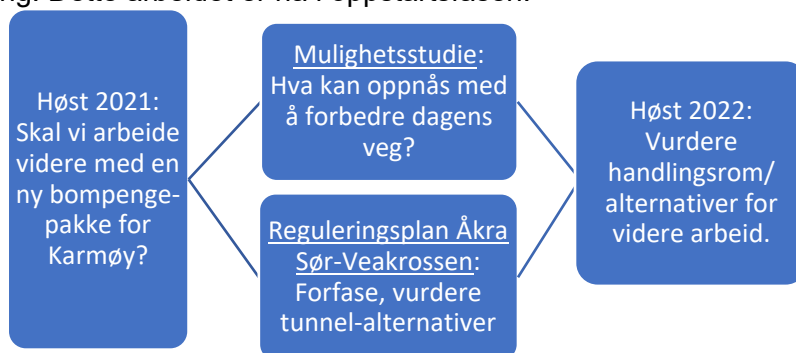 Høst 2021:
Skal vi arbeide
videre med en
ny bompenge-
pakke for
Karmøy?
Mulighetsstudie:
Hva kan oppnås med
å forbedre dagens
veg?
Reguleringsplan Åkra
Sør-Veakrossen:
Forfase, vurdere
tunnel-alternativer
Høst 2022:
Vurdere
handlingsrom/
alternativer for
videre arbeid.